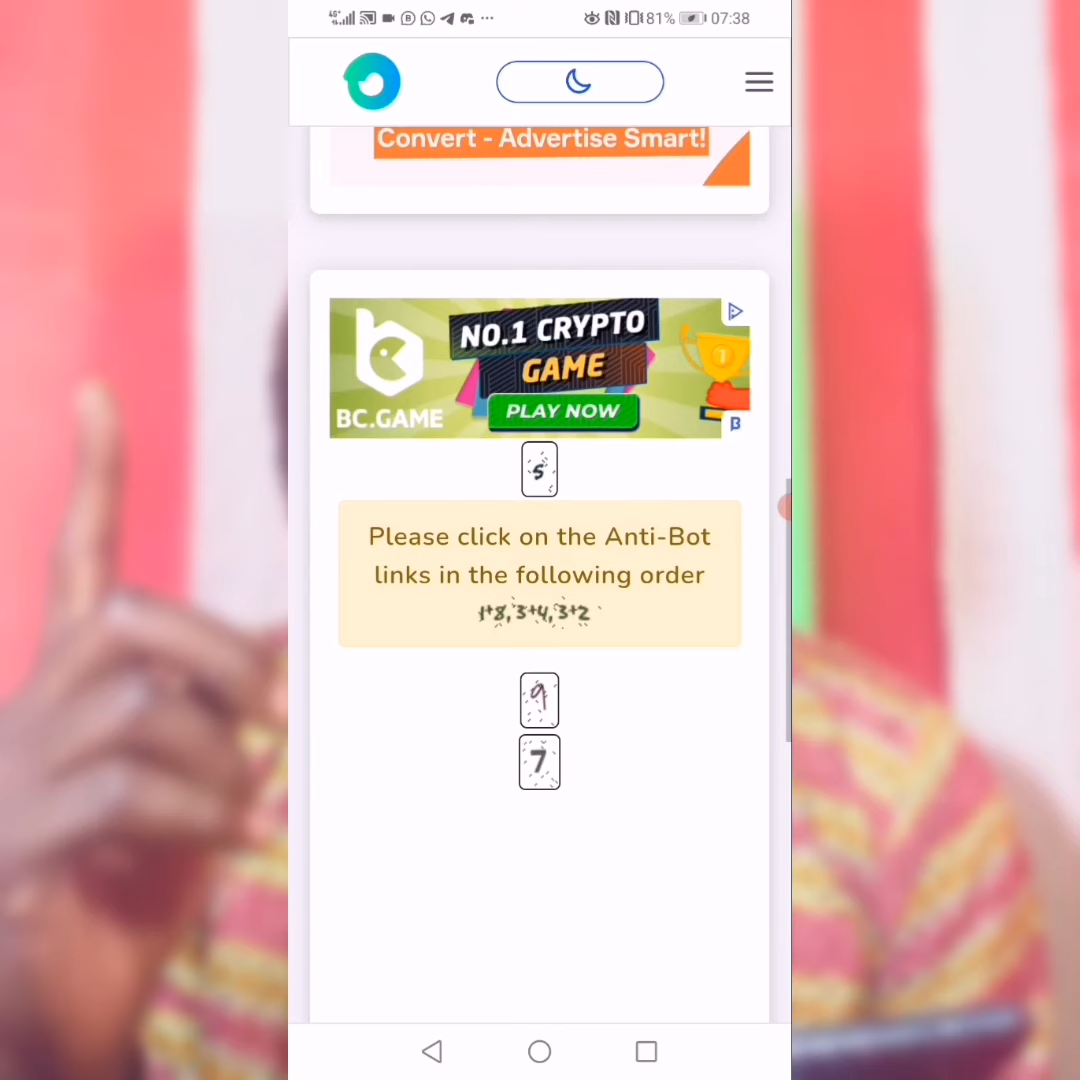 4G+ 81% 07:38
Convert - Advertise Smart!
NO.1 CRYPTO
GAME
PLAY NOW
BC.GAME
5
Please click on the Anti-Bot
links in the following order
1+8, 3+4, 3+2
9
7